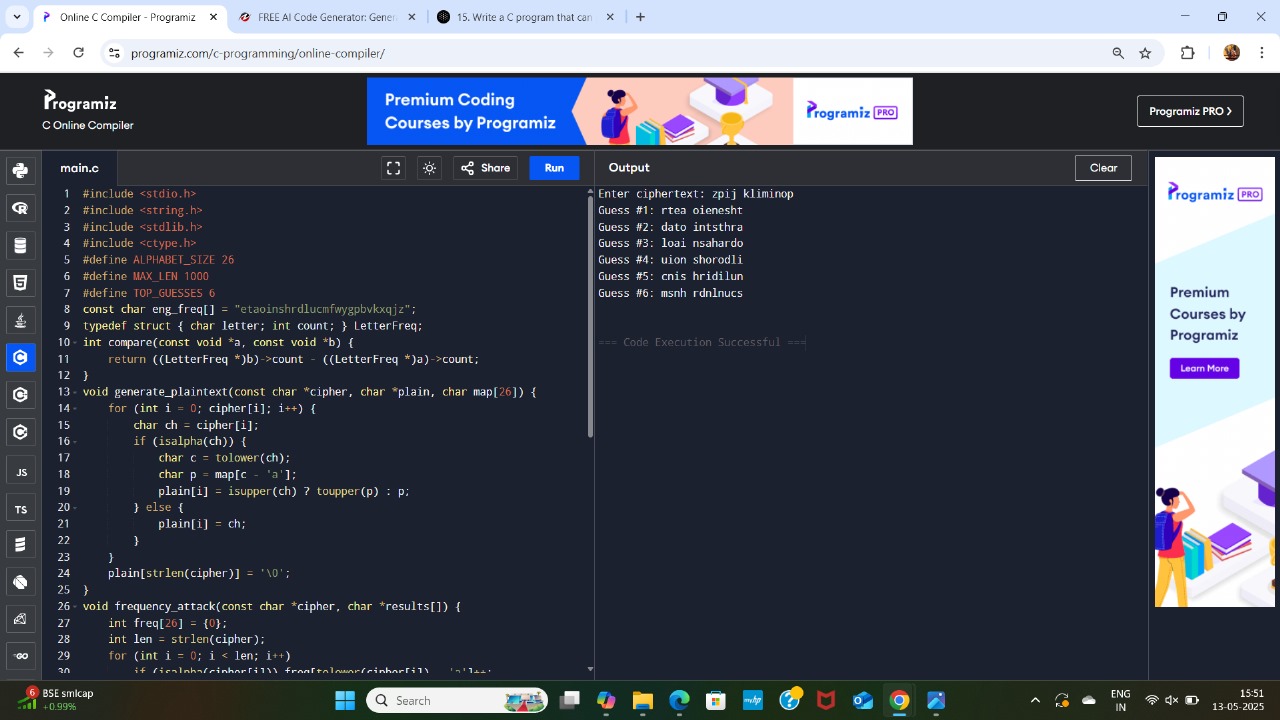 Online C Compiler - Programiz
FREE AI Code Generator: Gener
15. Write a C program that can
programiz.com/c-programming/online-compiler/
Programiz
C Online Compiler
Premium Coding
Courses by Programiz
Programiz PRO
Programiz PRO >
main.c
Share
Run
Output
Clear
1 #include <stdio.h>
2 #include <string.h>
3 #include <stdlib.h>
4 #include <ctype.h>
5 #define ALPHABET_SIZE 26
6 #define MAX_LEN 1000
7 #define TOP_GUESSES 6
8 const char eng_freq[] = "etaoinshrdlucmfwygpbvkxqjz";
9 typedef struct { char letter; int count; } LetterFreq;
10 int compare(const void *a, const void *b) {
11 return ((LetterFreq *)b)->count - ((LetterFreq *)a)->count;
12 }
13 void generate_plaintext(const char *cipher, char *plain, char map[26]) {
14 for (int i = 0; cipher[i]; i++) {
15 char ch = cipher[i];
16 if (isalpha(ch)) {
17 char c = tolower(ch);
18 char p = map[c - 'a'];
19 plain[i] = isupper(ch) ? toupper(p) : p;
20 } else {
21 plain[i] = ch;
22 }
23 }
24 plain[strlen(cipher)] = '\0';
25 }
26 void frequency_attack(const char *cipher, char *results[]) {
27 int freq[26] = {0};
28 int len = strlen(cipher);
29 for (int i = 0; i < len; i++)
30 if (isalpha(cipher[i])) freq[tolower(cipher[i]) - 'a']++;
Enter ciphertext: zpij kliminop
Guess #1: rtea oienesht
Guess #2: dato intsthra
Guess #3: loai nsahardo
Guess #4: uion shorodli
Guess #5: cnis hridilun
Guess #6: msnh rdnlnucs
=== Code Execution Successful ===
Programiz PRO
Premium
Courses by
Programiz
Learn More
JS
TS
GO
6
BSE smlcap
+0.99%
Search
myhp
ENG
IN
15:51
13-05-2025